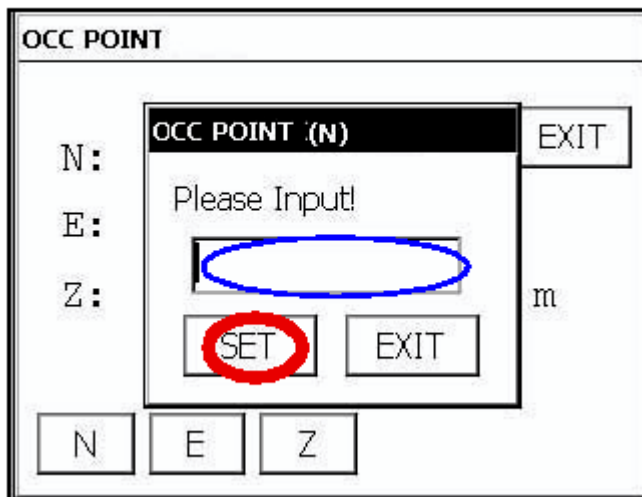 OCC POINT
OCC POINT (N)
EXIT
N:
Please Input!
E:
Z:
m
SET
EXIT
N
E
Z